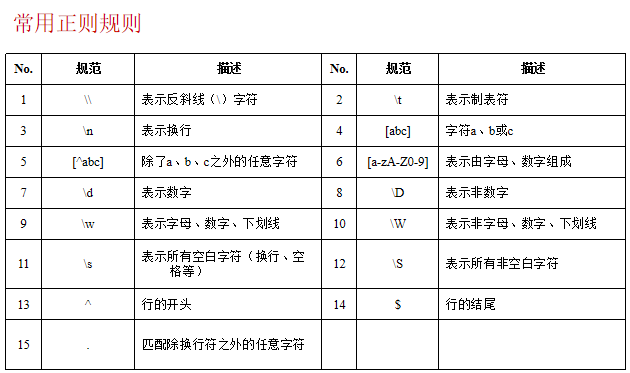 常用正则规则
No. 规范 描述 No. 规范 描述
1 \\ 表示反斜线（\）字符 2 \t 表示制表符
3 \n 表示换行 4 [abc] 字符a、b或c
5 [^abc] 除了a、b、c之外的任意字符 6 [a-zA-Z0-9] 表示由字母、数字组成
7 \d 表示数字 8 \D 表示非数字
9 \w 表示字母、数字、下划线 10 \W 表示非字母、数字、下划线
11 \s 表示所有空白字符（换行、空
格等） 12 \S 表示所有非空白字符
13 ^ 行的开头 14 $ 行的结尾
15 . 匹配除换行符之外的任意字符